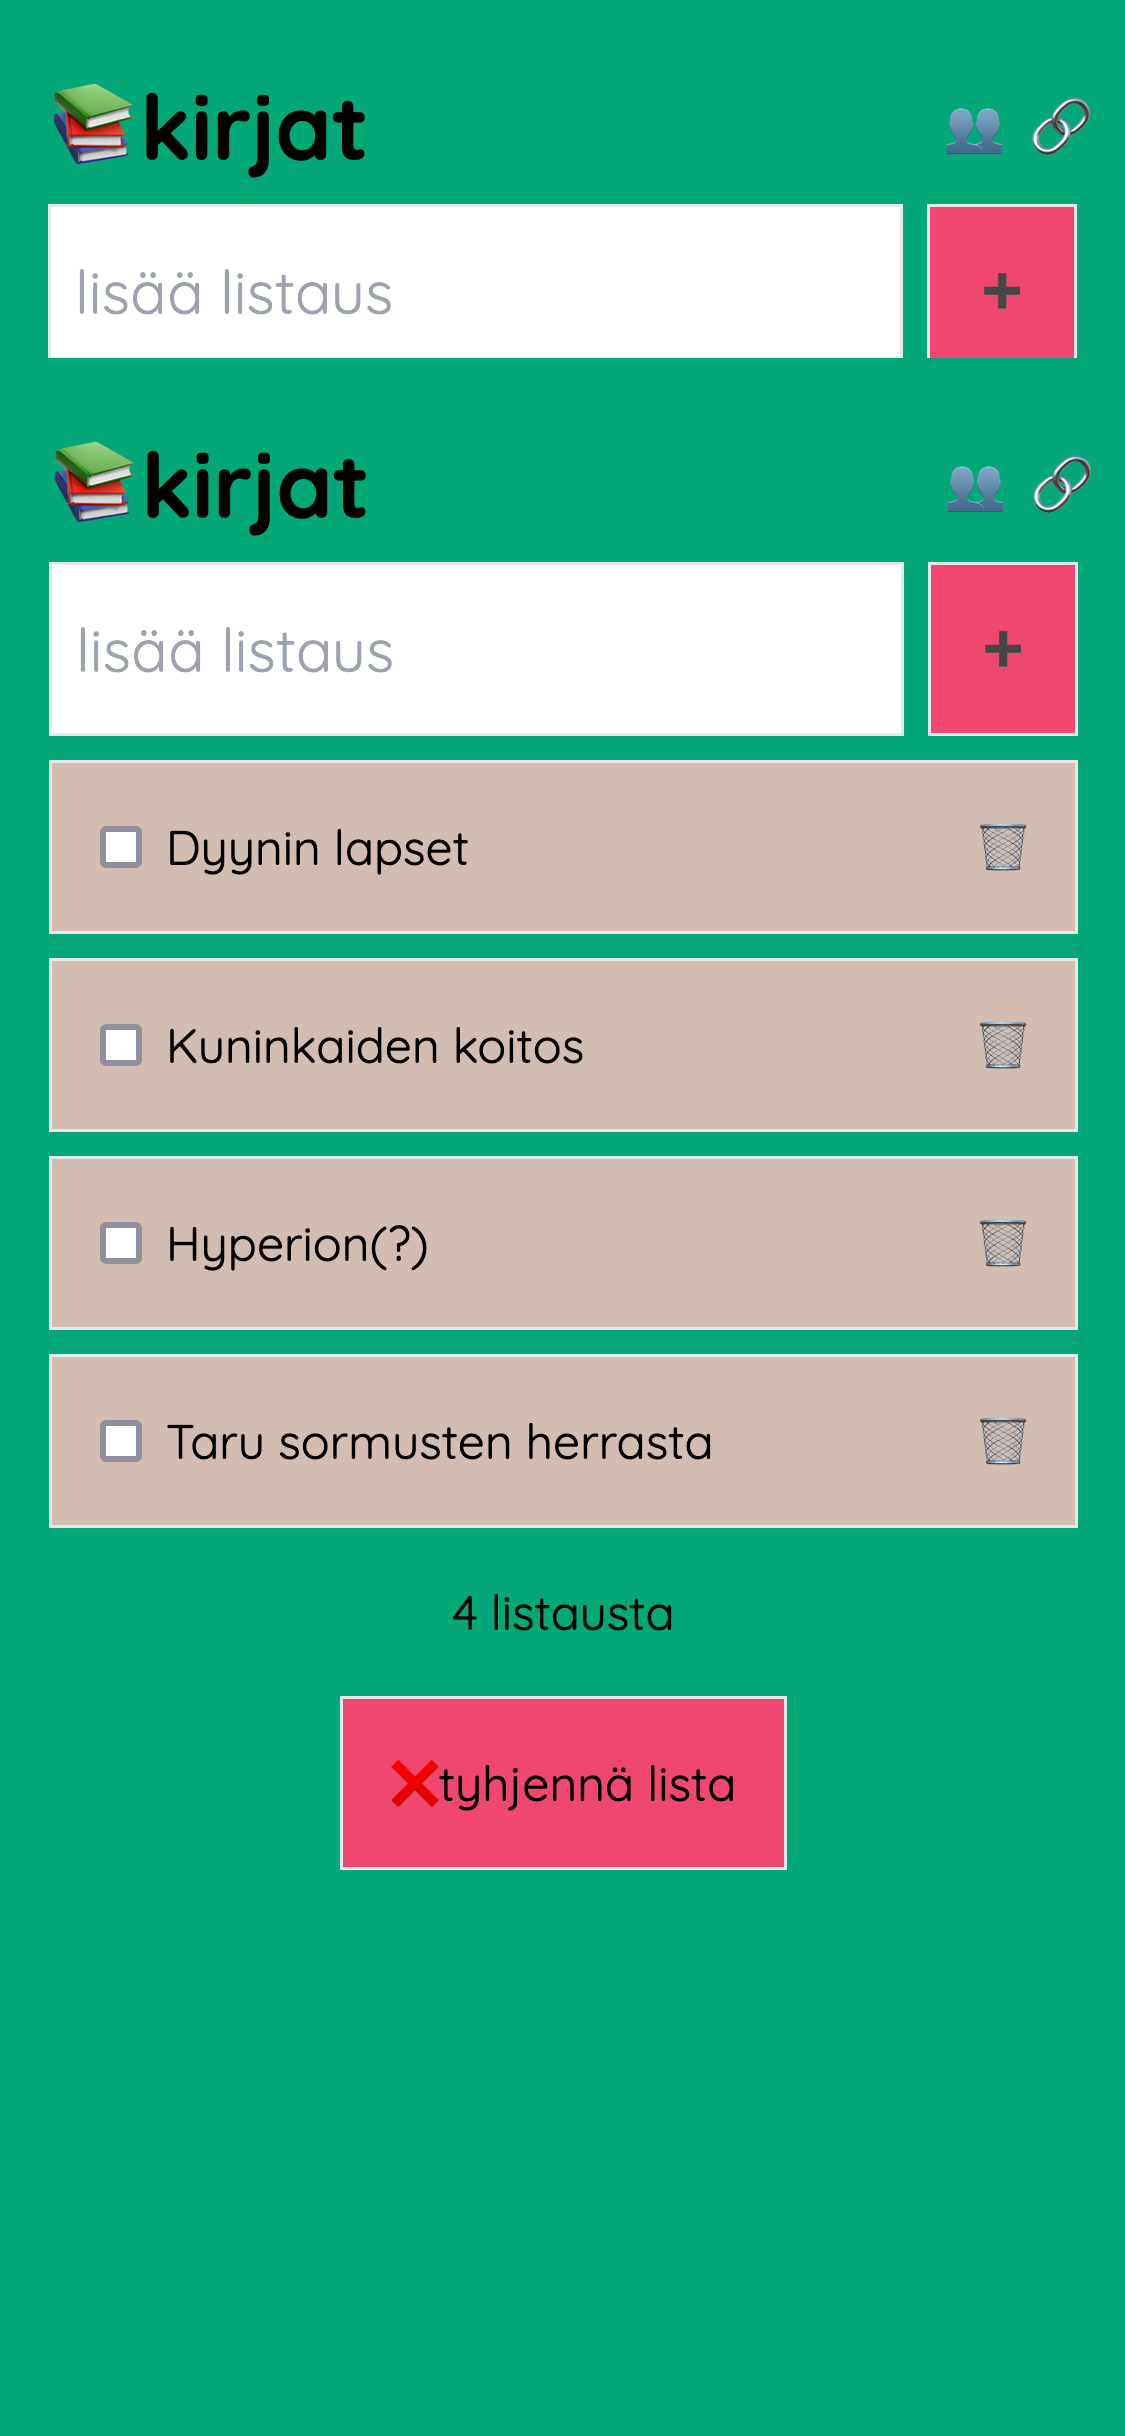 kirjat
lisää listaus
+
kirjat
lisää listaus
+
Dyynin lapset
Kuninkaiden koitos
Hyperion(?)
Taru sormusten herrasta
4 listausta
❌tyhjennä lista